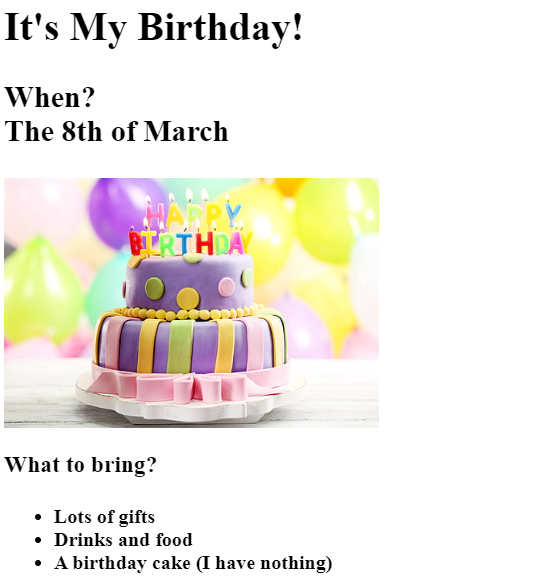 It's My Birthday!
When?
The 8th of March
HAPPY
BIRTHDAY
What to bring?
Lots of gifts
Drinks and food
A birthday cake (I have nothing)